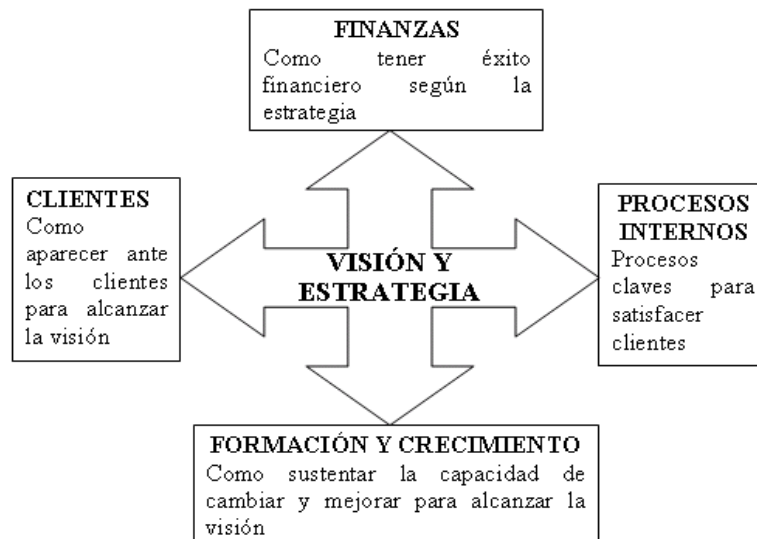 FINANZAS
Como tener éxito
financiero según la
estrategia
CLIENTES
Como
aparecer ante
los clientes
para alcanzar
la visión
VISIÓN Y
ESTRATEGIA
PROCESOS
INTERNOS
Procesos
claves para
satisfacer
clientes
FORMACIÓN Y CRECIMIENTO
Como sustentar la capacidad de
cambiar y mejorar para alcanzar la
visión